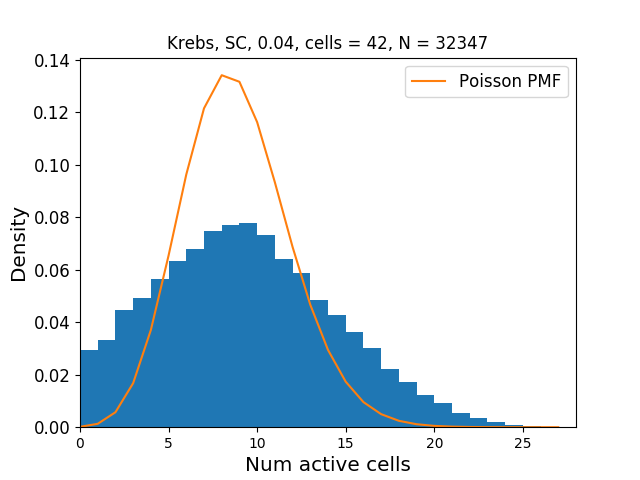 Krebs, SC, 0.04, cells = 42, N = 32347
Poisson PMF
Density
0.14
0.12
0.10
0.08
0.06
0.04
0.02
0.00
0 5 10 15 20 25
Num active cells